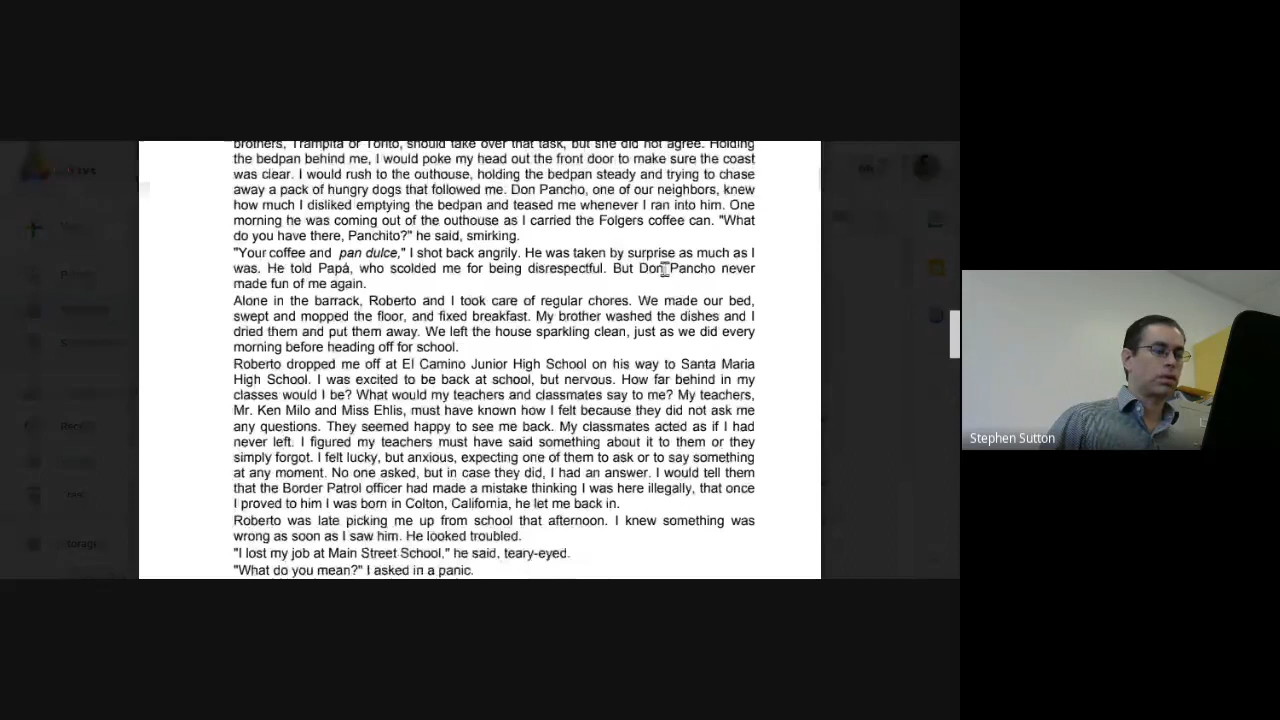 brothers, Trampita or Torito, should take over that task, but she did not agree. Holding
the bedpan behind me, I would poke my head out the front door to make sure the coast
was clear. I would rush to the outhouse, holding the bedpan steady and trying to chase
away a pack of hungry dogs that followed me. Don Pancho, one of our neighbors, knew
how much I disliked emptying the bedpan and teased me whenever I ran into him. One
morning he was coming out of the outhouse as I carried the Folgers coffee can. "What
do you have there, Panchito?" he said, smirking.
"Your coffee and pan dulce," I shot back angrily. He was taken by surprise as much as I
was. He told Papá, who scolded me for being disrespectful. But Don Pancho never
made fun of me again.
Alone in the barrack, Roberto and I took care of regular chores. We made our bed,
swept and mopped the floor, and fixed breakfast. My brother washed the dishes and I
dried them and put them away. We left the house sparkling clean, just as we did every
morning before heading off for school.
Roberto dropped me off at El Camino Junior High School on his way to Santa Maria
High School. I was excited to be back at school, but nervous. How far behind in my
classes would I be? What would my teachers and classmates say to me? My teachers,
Mr. Ken Milo and Miss Ehlis, must have known how I felt because they did not ask me
any questions. They seemed happy to see me back. My classmates acted as if I had
never left. I figured my teachers must have said something about it to them or they
simply forgot. I felt lucky, but anxious, expecting one of them to ask or to say something
at any moment. No one asked, but in case they did, I had an answer. I would tell them
that the Border Patrol officer had made a mistake thinking I was here illegally, that once
I proved to him I was born in Colton, California, he let me back in.
Roberto was late picking me up from school that afternoon. I knew something was
wrong as soon as I saw him. He looked troubled.
"I lost my job at Main Street School," he said, teary-eyed.
"What do you mean?" I asked in a panic.
Stephen Sutton